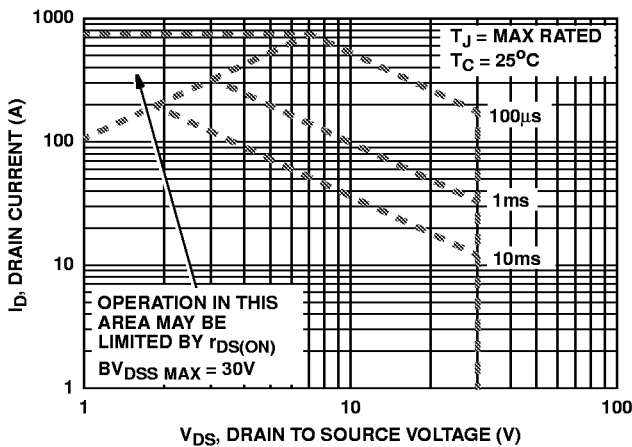 1000
100
10
1
I_D, DRAIN CURRENT (A)
T_J = MAX RATED
T_C = 25°C
100μs
1ms
10ms
OPERATION IN THIS
AREA MAY BE
LIMITED BY r_DS(ON)
BV_DSS MAX = 30V
1
10
100
V_DS, DRAIN TO SOURCE VOLTAGE (V)